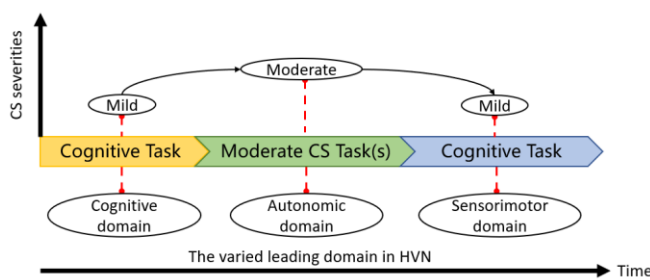 CS severities
Moderate
Mild
Mild
Cognitive Task
Moderate CS Task(s)
Cognitive Task
Cognitive
domain
Autonomic
domain
Sensorimotor
domain
The varied leading domain in HVN
Time